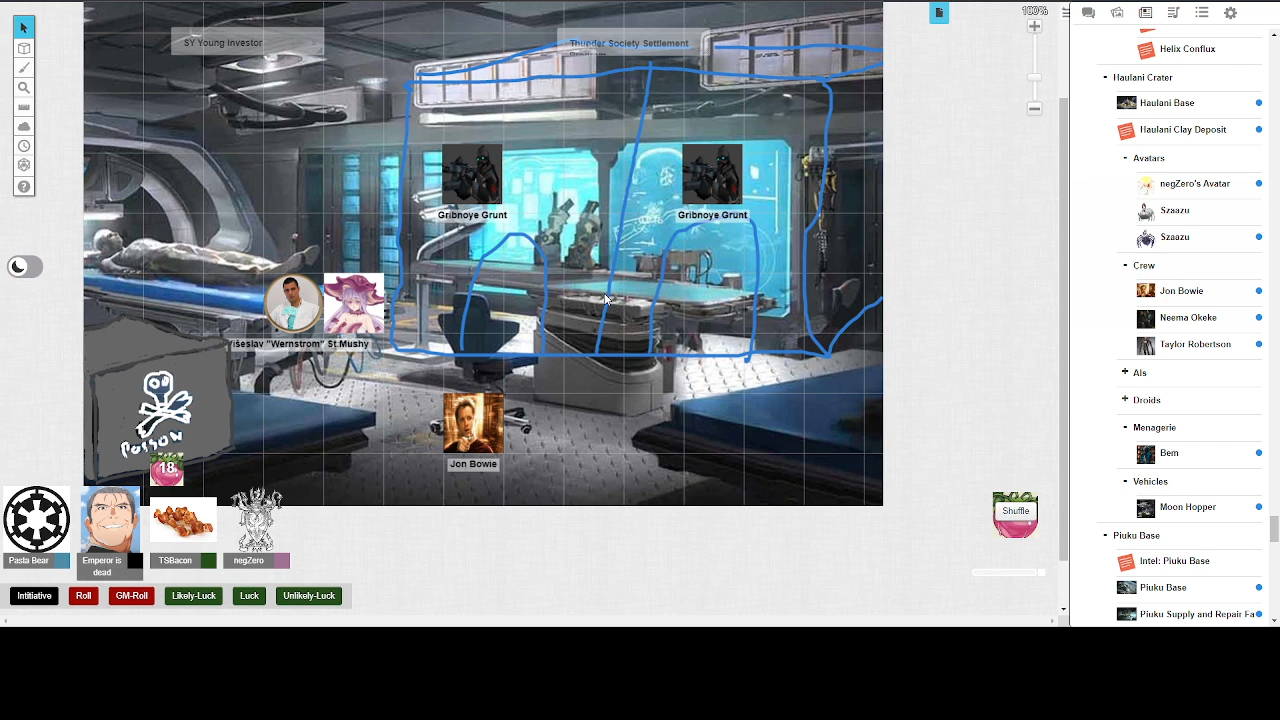 100%
SY Young Investor
Thunder Society Settlement
Gribnoye Grunt
Gribnoye Grunt
"Wernstrom"
St.Mushy
Poison
18
Jon Bowie
Pasta Bear
Emperor is
dead
TSBacon
negZero
Intitiative
Roll
GM-Roll
Likely-Luck
Luck
Unlikely-Luck
Shuffle
Helix Conflux
Haulani Crater
Haulani Base
Haulani Clay Deposit
Avatars
negZero's Avatar
Szaazu
Szaazu
Crew
Jon Bowie
Neema Okeke
Taylor Robertson
AIs
Droids
Menagerie
Bem
Vehicles
Moon Hopper
Piuku Base
Intel: Piuku Base
Piuku Base
Piuku Supply and Repair Fa